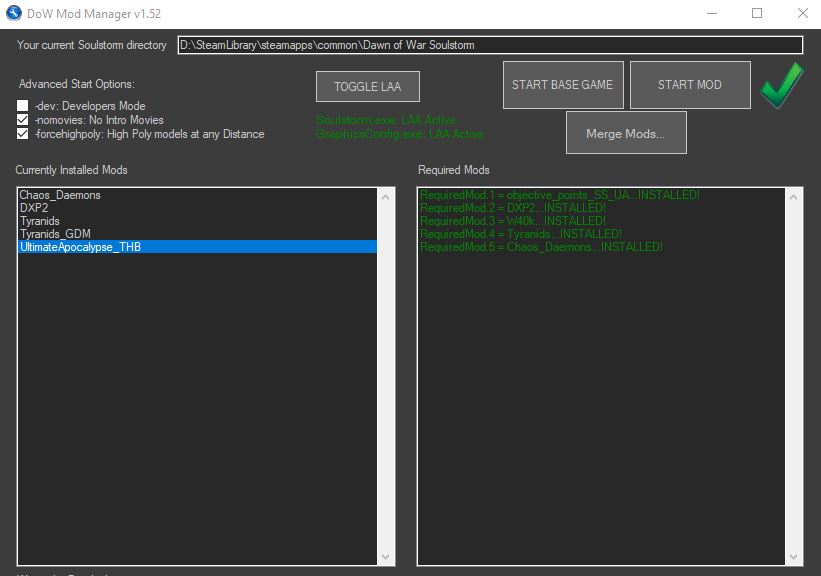 DoW Mod Manager v1.52
Your current Soulstorm directory
D:\SteamLibrary\steamapps\common\Dawn of War Soulstorm
Advanced Start Options:
-dev: Developers Mode
-nomovies: No Intro Movies
-forcehighpoly: High Poly models at any Distance
TOGGLE LAA
Soulstorm.exe: LAA Active
GraphicsConfig.exe: LAA Active
START BASE GAME
START MOD
Merge Mods...
Currently Installed Mods
Chaos_Daemons
DXP2
Tyranids
Tyranids_GDM
UltimateApocalypse_THB
Required Mods
RequiredMod.1 = objective_points_SS_UA...INSTALLED!
RequiredMod.2 = DXP2...INSTALLED!
RequiredMod.3 = W40k...INSTALLED!
RequiredMod.4 = Tyranids...INSTALLED!
RequiredMod.5 = Chaos_Daemons...INSTALLED!